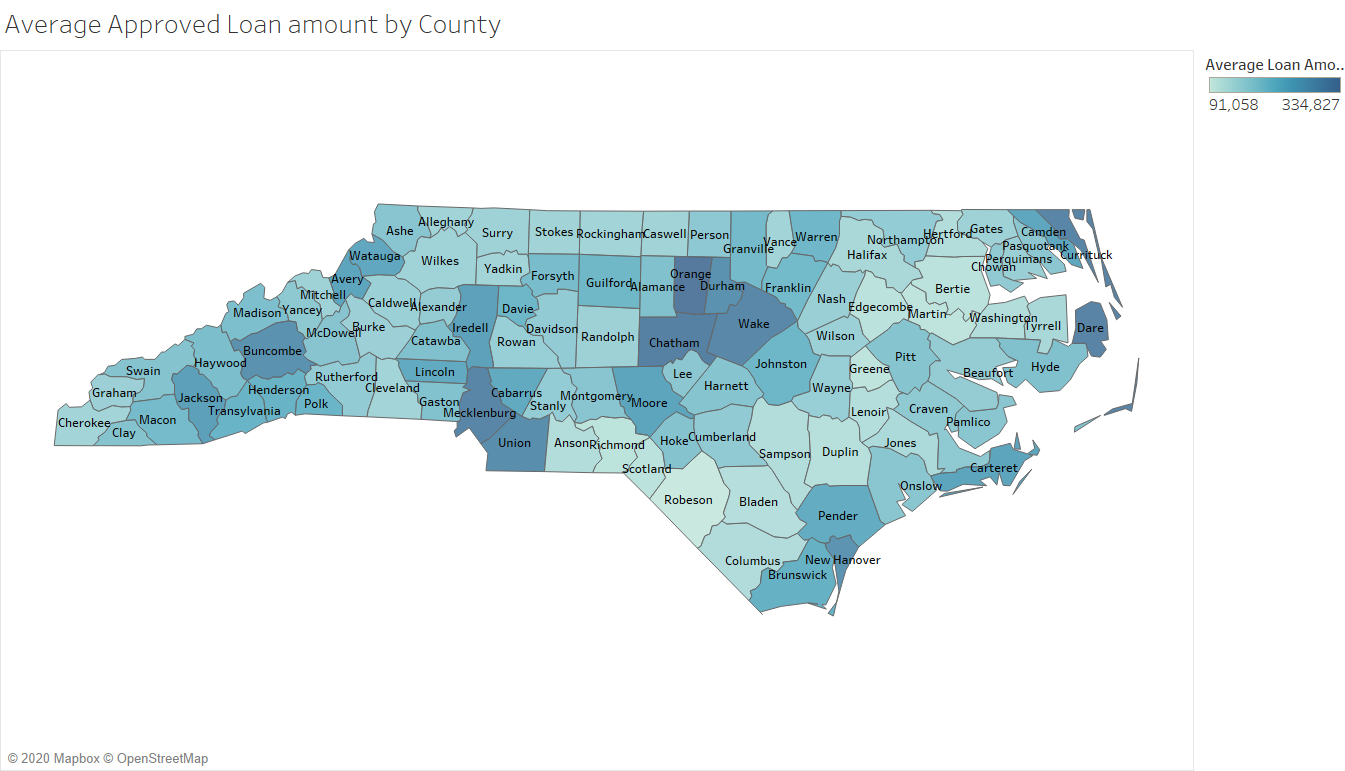 Average Approved Loan amount by County
Average Loan Amo..
91,058 334,827
Alleghany
Ashe
Surry
Stokes
Rockingham
Caswell
Person
Granville
Vance
Warren
Northampton
Hertford
Gates
Camden
Pasquotank
Currituck
Perquimans
Chowan
Halifax
Watauga
Wilkes
Yadkin
Forsyth
Guilford
Alamance
Orange
Durham
Franklin
Nash
Edgecombe
Martin
Bertie
Washington
Tyrrell
Dare
Avery
Mitchell
Yancey
Madison
Caldwell
Alexander
Iredell
Davie
Davidson
Randolph
Chatham
Wake
Wilson
Pitt
Greene
Beaufort
Hyde
Burke
McDowell
Buncombe
Haywood
Swain
Graham
Cherokee
Clay
Macon
Jackson
Transylvania
Henderson
Polk
Rutherford
Cleveland
Catawba
Lincoln
Gaston
Rowan
Cabarrus
Mecklenburg
Stanly
Montgomery
Moore
Lee
Harnett
Johnston
Wayne
Lenoir
Craven
Pamlico
Jones
Union
Anson
Richmond
Scotland
Hoke
Cumberland
Sampson
Duplin
Onslow
Carteret
Robeson
Bladen
Pender
Columbus
New Hanover
Brunswick
© 2020 Mapbox © OpenStreetMap